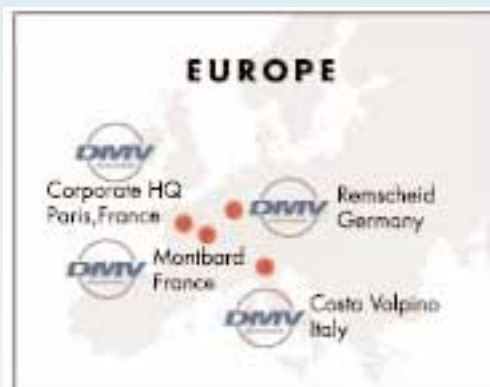 EUROPE
DMV
Corporate HQ
Paris,France
DMV
Remscheid
Germany
DMV
Montbard
France
DMV
Costa Volpino
Italy